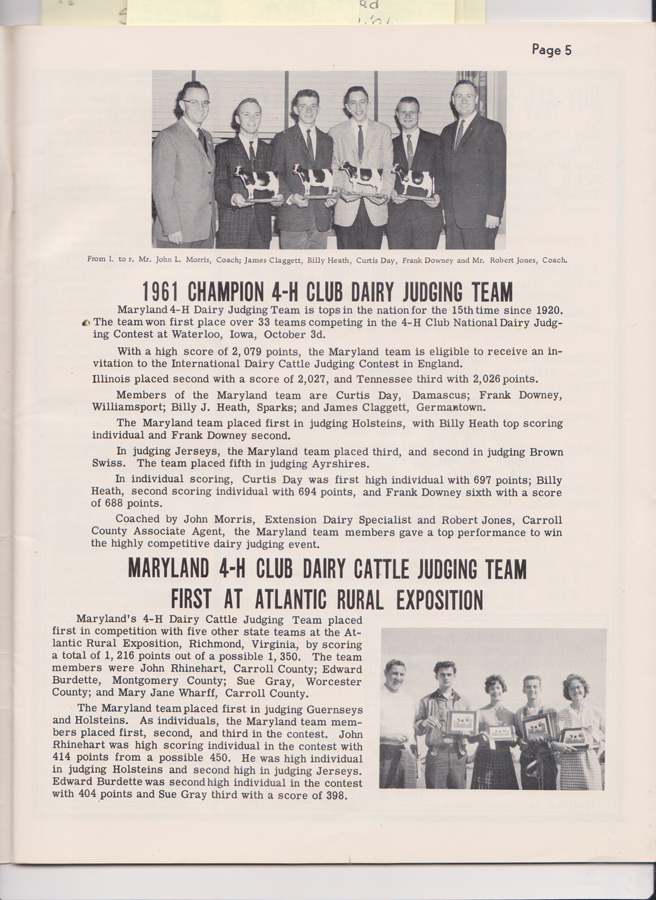 ad
Page 5
From l. to r. Mr. John L. Morris, Coach; James Claggett, Billy Heath, Curtis Day, Frank Downey and Mr. Robert Jones, Coach.
1961 CHAMPION 4-H CLUB DAIRY JUDGING TEAM
Maryland 4-H Dairy Judging Team is tops in the nation for the 15th time since 1920.
The team won first place over 33 teams competing in the 4-H Club National Dairy Judg-
ing Contest at Waterloo, Iowa, October 3d.
With a high score of 2,079 points, the Maryland team is eligible to receive an in-
vitation to the International Dairy Cattle Judging Contest in England.
Illinois placed second with a score of 2,027, and Tennessee third with 2,026 points.
Members of the Maryland team are Curtis Day, Damascus; Frank Downey,
Williamsport; Billy J. Heath, Sparks; and James Claggett, Germantown.
The Maryland team placed first in judging Holsteins, with Billy Heath top scoring
individual and Frank Downey second.
In judging Jerseys, the Maryland team placed third, and second in judging Brown
Swiss. The team placed fifth in judging Ayrshires.
In individual scoring, Curtis Day was first high individual with 697 points; Billy
Heath, second scoring individual with 694 points, and Frank Downey sixth with a score
of 688 points.
Coached by John Morris, Extension Dairy Specialist and Robert Jones, Carroll
County Associate Agent, the Maryland team members gave a top performance to win
the highly competitive dairy judging event.
MARYLAND 4-H CLUB DAIRY CATTLE JUDGING TEAM
FIRST AT ATLANTIC RURAL EXPOSITION
Maryland's 4-H Dairy Cattle Judging Team placed
first in competition with five other state teams at the At-
lantic Rural Exposition, Richmond, Virginia, by scoring
a total of 1,216 points out of a possible 1,350. The team
members were John Rhinehart, Carroll County; Edward
Burdette, Montgomery County; Sue Gray, Worcester
County; and Mary Jane Wharff, Carroll County.
The Maryland team placed first in judging Guernseys
and Holsteins. As individuals, the Maryland team mem-
bers placed first, second, and third in the contest. John
Rhinehart was high scoring individual in the contest with
414 points from a possible 450. He was high individual
in judging Holsteins and second high in judging Jerseys.
Edward Burdette was second high individual in the contest
with 404 points and Sue Gray third with a score of 398.